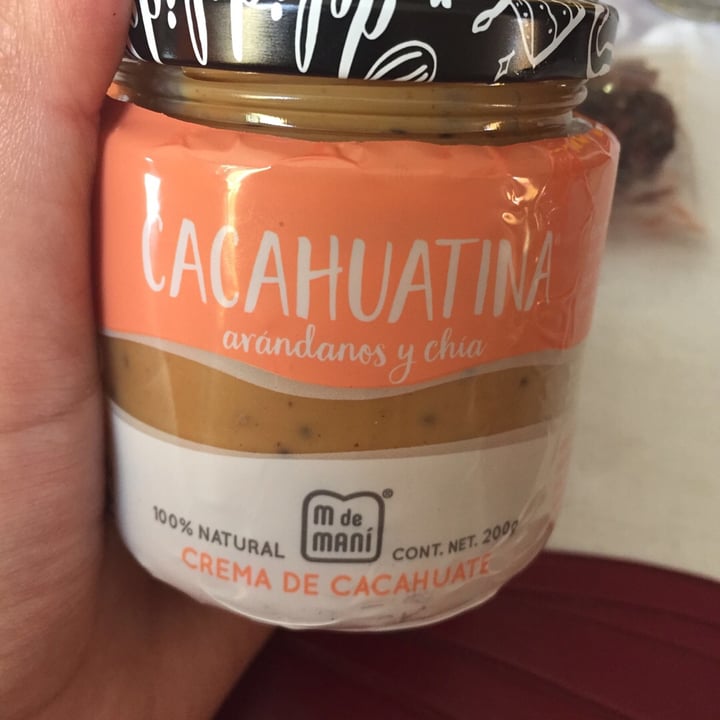 CACAHUATINA
arándanos y chía
100% NATURAL
M de
MANÍ
®
CONT. NET. 200g
CREMA DE CACAHUATE